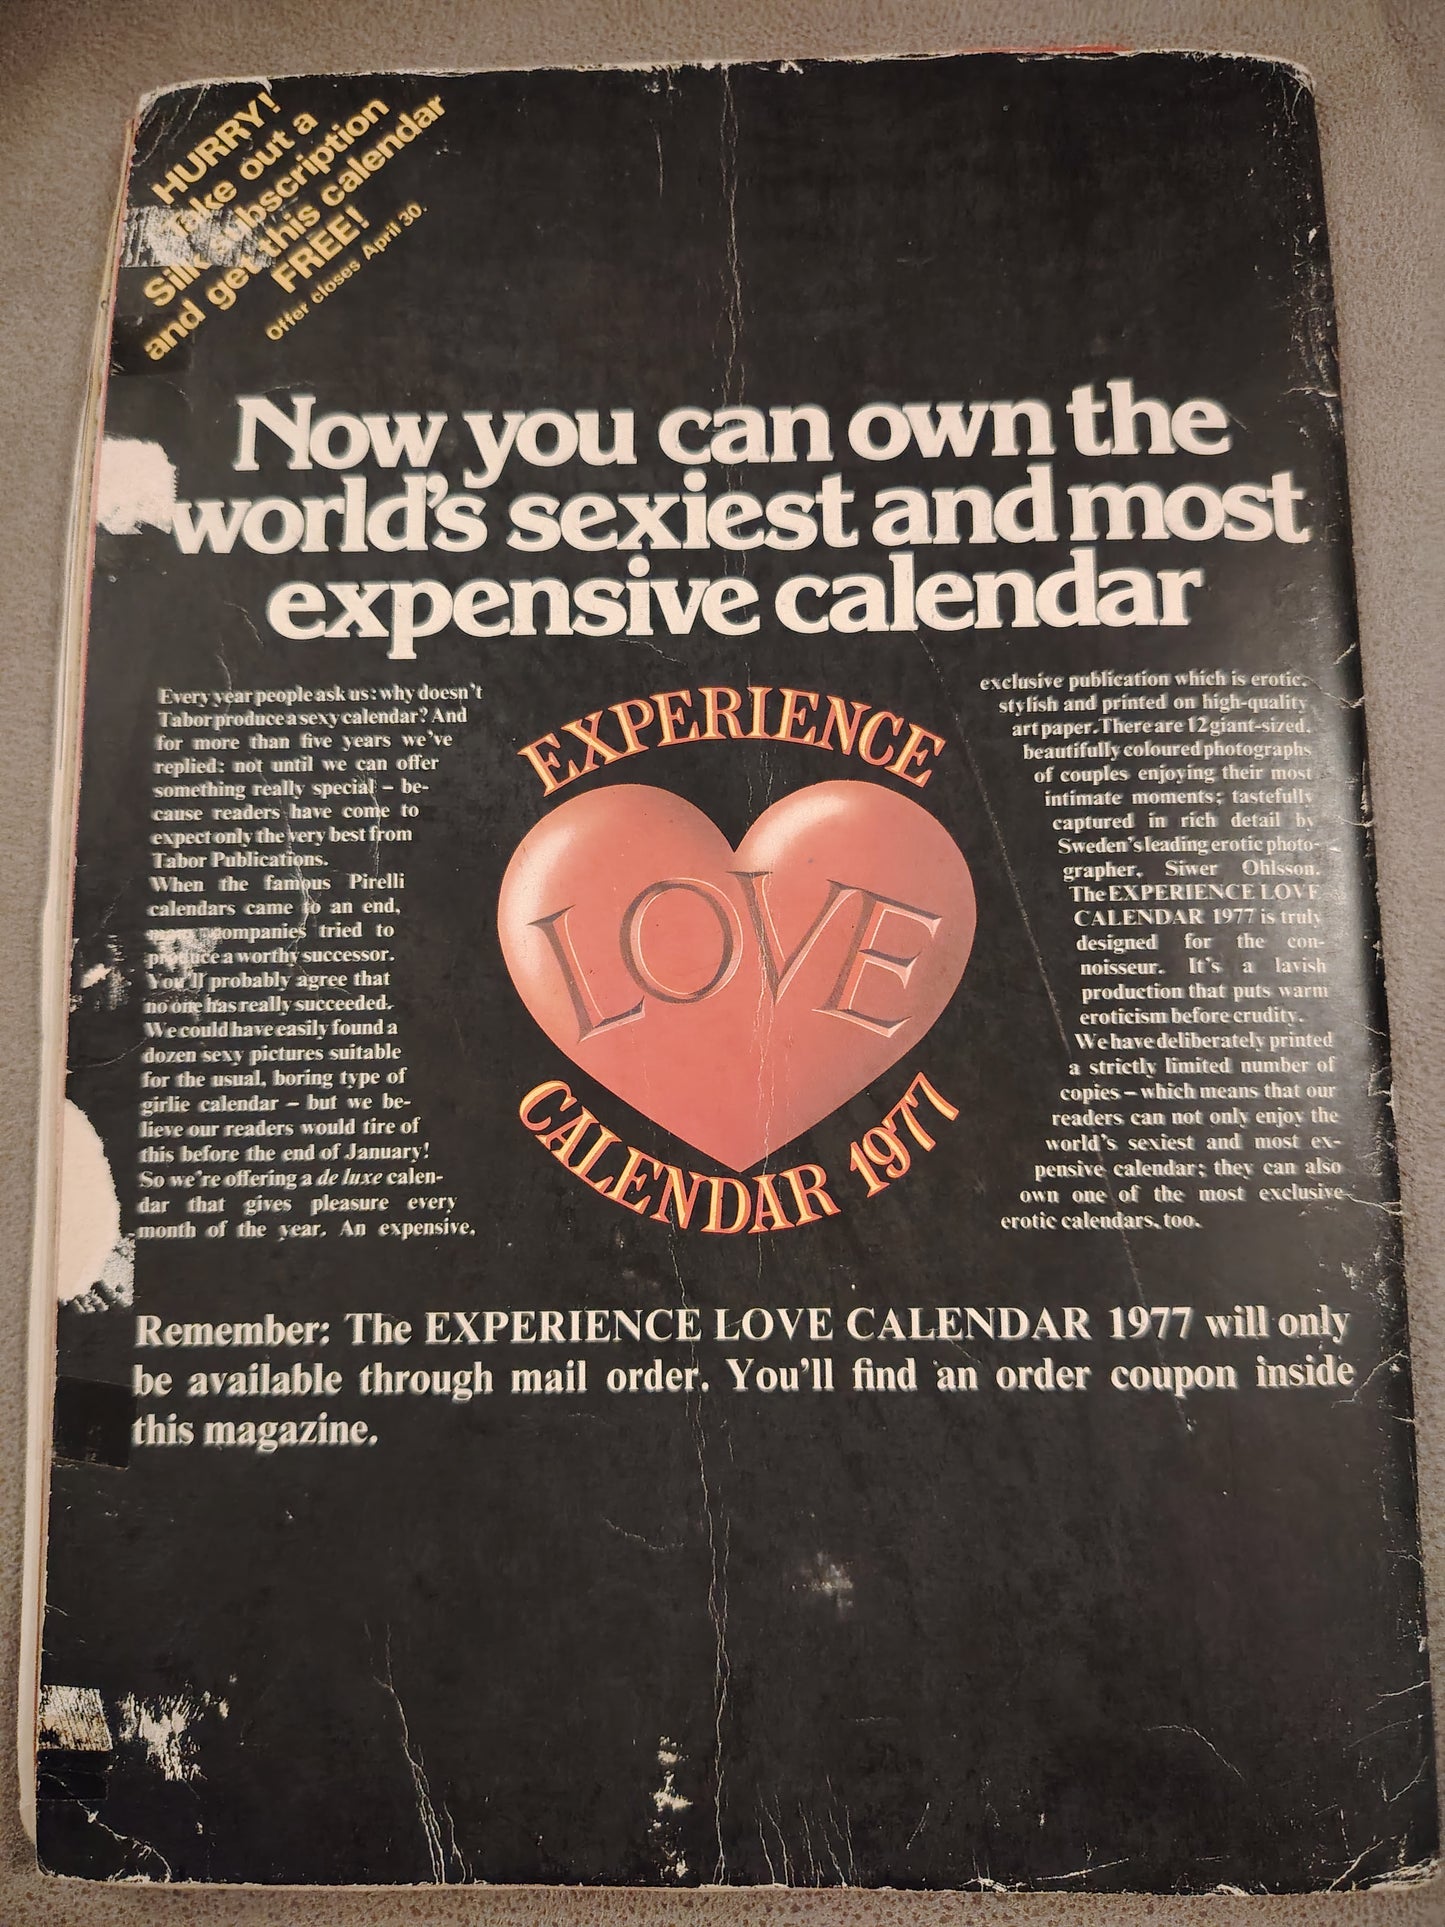 HURRY!
Take out a
Silk subscription
and get this calendar
FREE!
Offer closes April 30.
Now you can own the
world's sexiest and most
expensive calendar
Every year people ask us: why doesn't
Tabor produce a sexy calendar? And
for more than five years we've
replied: not until we can offer
something really special – be-
cause readers have come to
expect only the very best from
Tabor Publications.
When the famous Pirelli
calendars came to an end,
many companies tried to
produce a worthy successor.
You'll probably agree that
no one has really succeeded.
We could have easily found a
dozen sexy pictures suitable
for the usual, boring type of
girlie calendar – but we be-
lieve our readers would tire of
this before the end of January!
So we're offering a de luxe calen-
dar that gives pleasure every
month of the year. An expensive,
EXPERIENCE
LOVE
CALENDAR 1977
exclusive publication which is erotic,
stylish and printed on high-quality
art paper. There are 12 giant-sized,
beautifully coloured photographs
of couples enjoying their most
intimate moments; tastefully
captured in rich detail by
Sweden's leading erotic photo-
grapher, Siwer Ohlsson.
The EXPERIENCE LOVE
CALENDAR 1977 is truly
designed for the con-
noisseur. It's a lavish
production that puts warm
eroticism before crudity.
We have deliberately printed
a strictly limited number of
copies – which means that our
readers can not only enjoy the
world's sexiest and most ex-
pensive calendar; they can also
own one of the most exclusive
erotic calendars, too.
Remember: The EXPERIENCE LOVE CALENDAR 1977 will only
be available through mail order. You'll find an order coupon inside
this magazine.